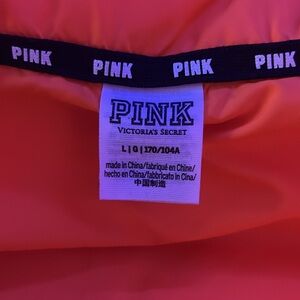 PINK PINK PINK PINK
PINK
VICTORIA'S SECRET
L | G | 170/104A
made in China/fabriqué en Chine/
hecho en China/fabbricato in Cina/
中国制造